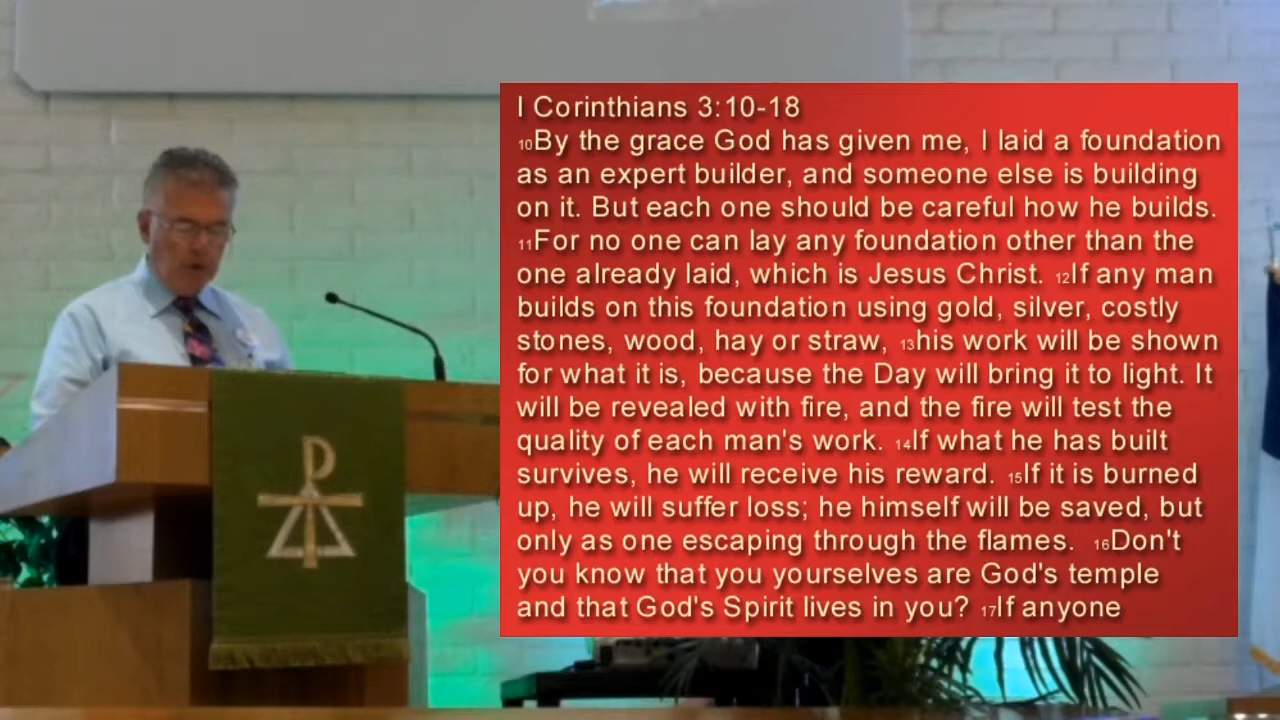 I Corinthians 3:10-18
10By the grace God has given me, I laid a foundation
as an expert builder, and someone else is building
on it. But each one should be careful how he builds.
11For no one can lay any foundation other than the
one already laid, which is Jesus Christ. 12If any man
builds on this foundation using gold, silver, costly
stones, wood, hay or straw, 13his work will be shown
for what it is, because the Day will bring it to light. It
will be revealed with fire, and the fire will test the
quality of each man's work. 14If what he has built
survives, he will receive his reward. 15If it is burned
up, he will suffer loss; he himself will be saved, but
only as one escaping through the flames. 16Don't
you know that you yourselves are God's temple
and that God's Spirit lives in you? 17If anyone